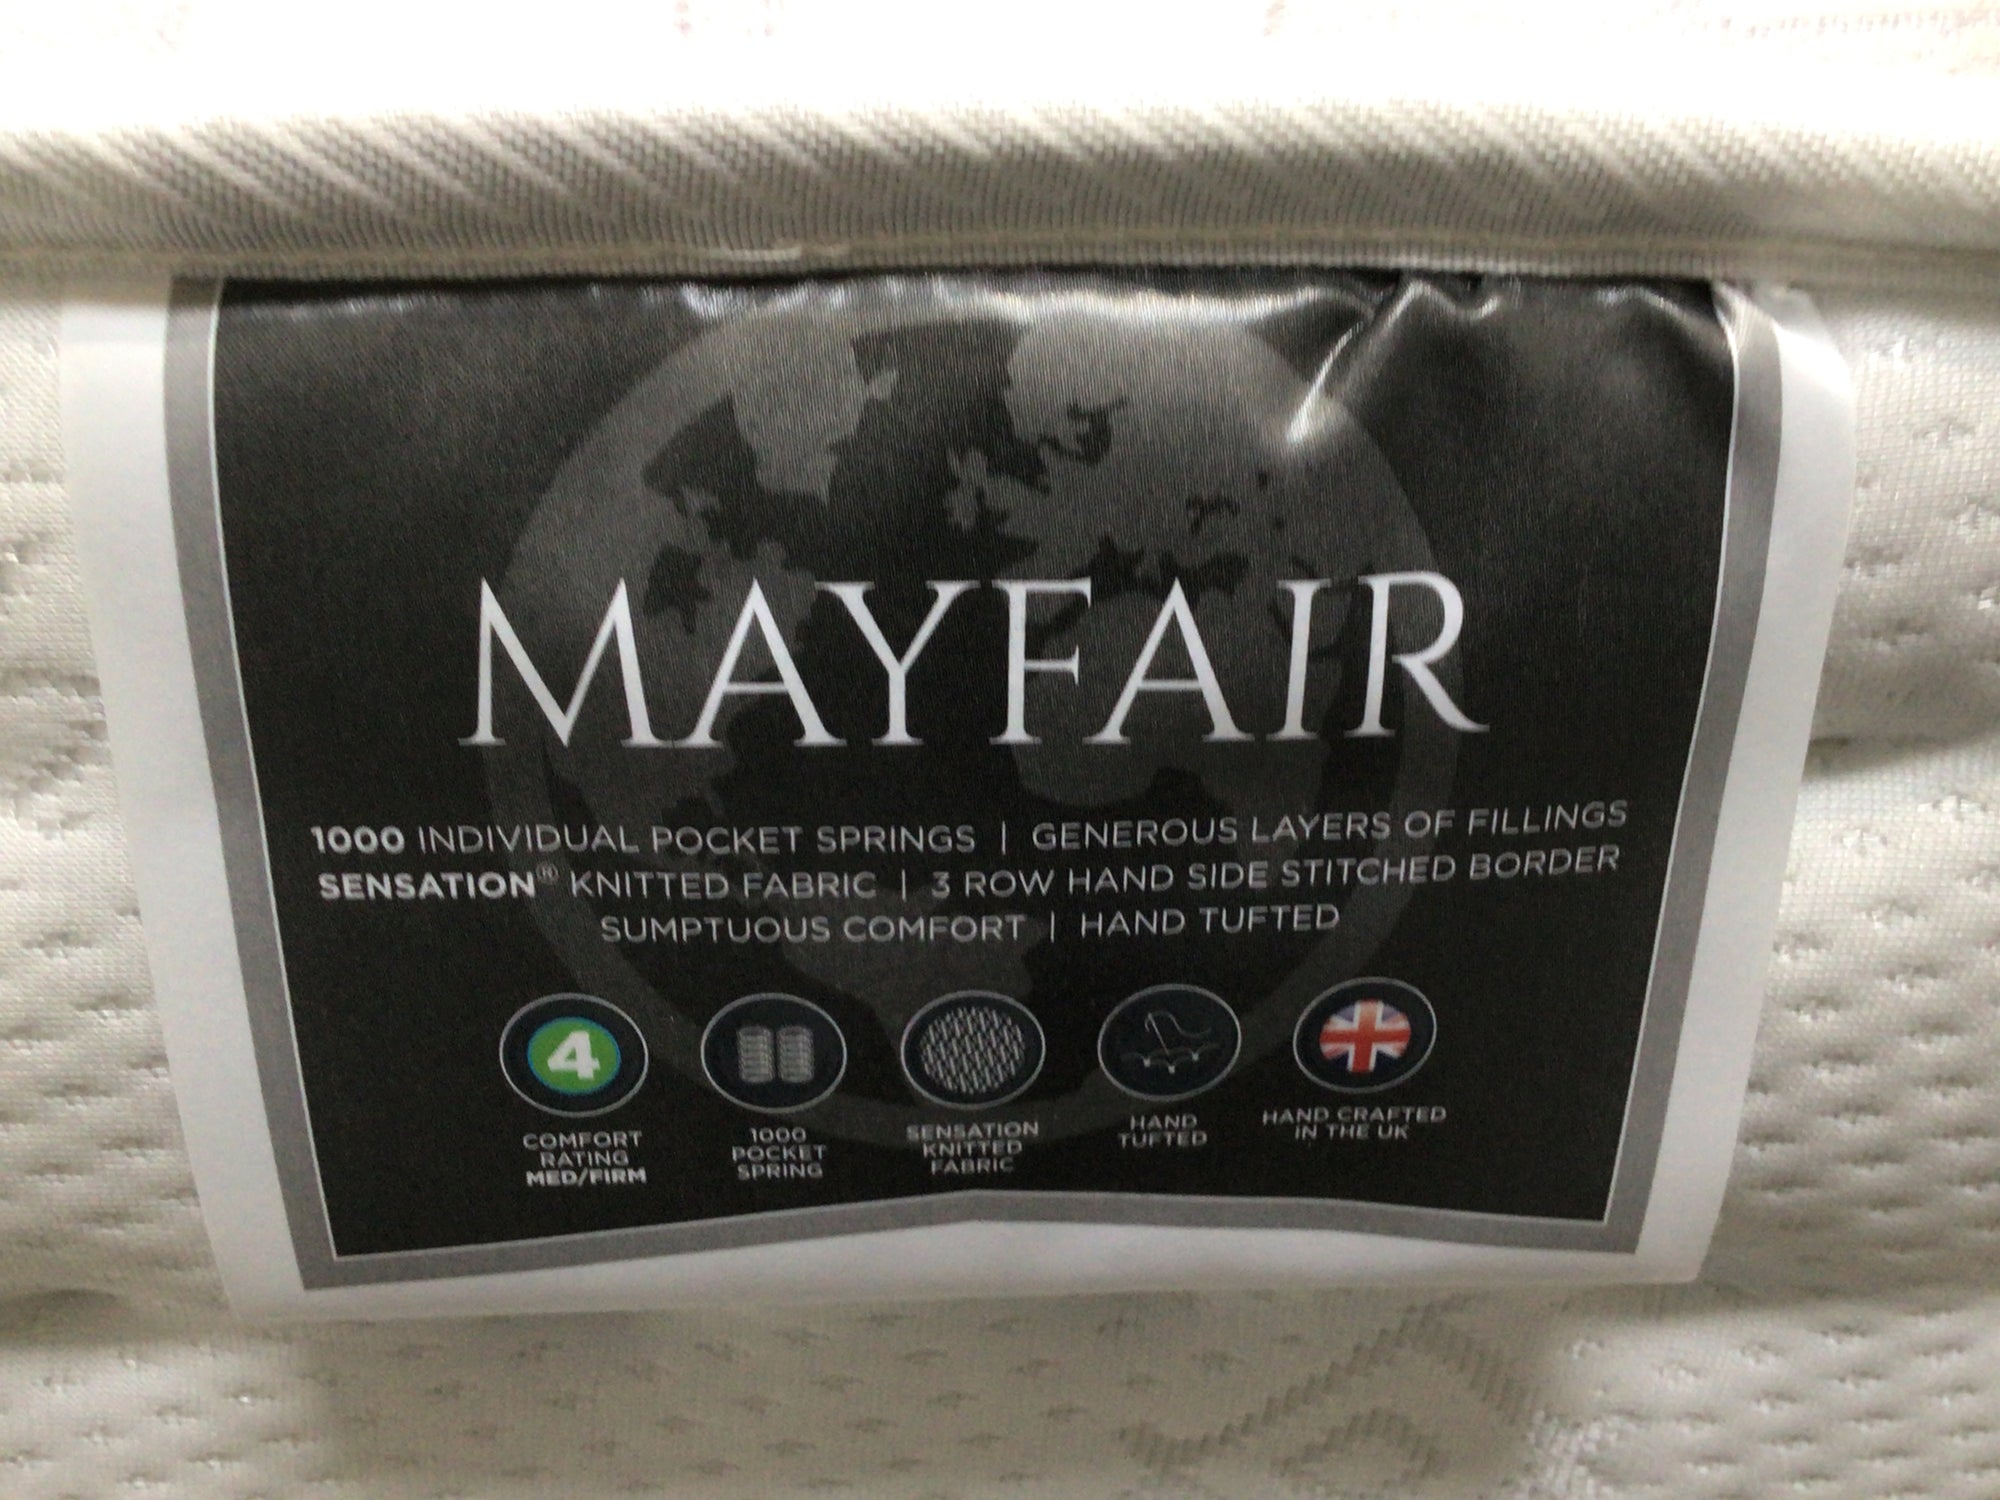 MAYFAIR
1000 INDIVIDUAL POCKET SPRINGS | GENEROUS LAYERS OF FILLINGS
SENSATION® KNITTED FABRIC | 3 ROW HAND SIDE STITCHED BORDER
SUMPTUOUS COMFORT | HAND TUFTED
4
COMFORT
RATING
MED/FIRM
1000
POCKET
SPRING
SENSATION
KNITTED
FABRIC
HAND
TUFTED
HAND CRAFTED
IN THE UK